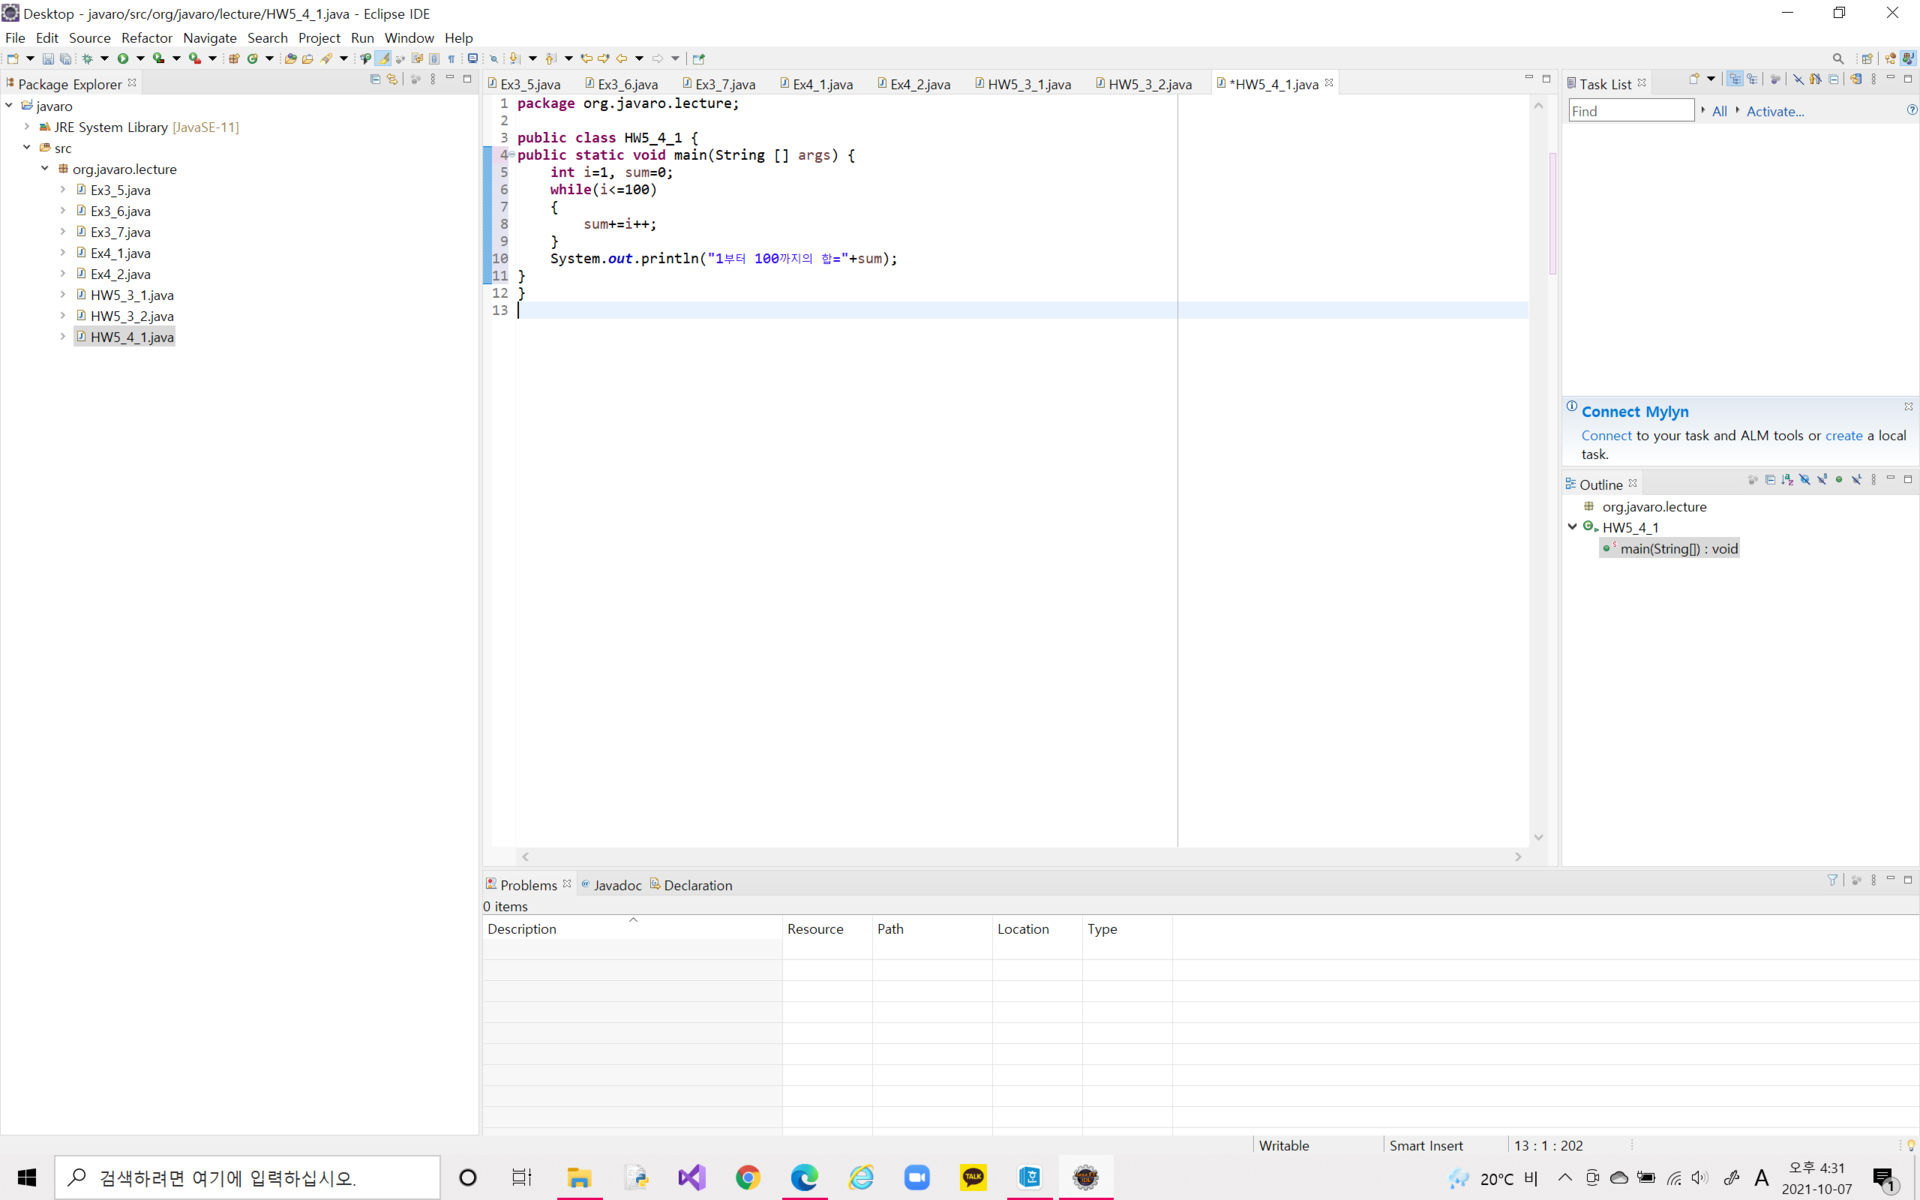 Desktop - javaro/src/org/javaro/lecture/HW5_4_1.java - Eclipse IDE
File Edit Source Refactor Navigate Search Project Run Window Help
Package Explorer
javaro
JRE System Library [JavaSE-11]
src
org.javaro.lecture
Ex3_5.java
Ex3_6.java
Ex3_7.java
Ex4_1.java
Ex4_2.java
HW5_3_1.java
HW5_3_2.java
HW5_4_1.java
Ex3_5.java Ex3_6.java Ex3_7.java Ex4_1.java Ex4_2.java HW5_3_1.java HW5_3_2.java *HW5_4_1.java
1 package org.javaro.lecture;
2
3 public class HW5_4_1 {
4 public static void main(String [] args) {
5 int i=1, sum=0;
6 while(i<=100)
7 {
8 sum+=i++;
9 }
10 System.out.println("1부터 100까지의 합="+sum);
11 }
12 }
13
Task List
Find All Activate...
Connect Mylyn
Connect to your task and ALM tools or create a local
task.
Outline
org.javaro.lecture
HW5_4_1
main(String[]) : void
Problems Javadoc Declaration
0 items
Description Resource Path Location Type
Writable Smart Insert 13 : 1 : 202
검색하려면 여기에 입력하십시오.
TALK
20°C 비
A
오후 4:31
2021-10-07
1